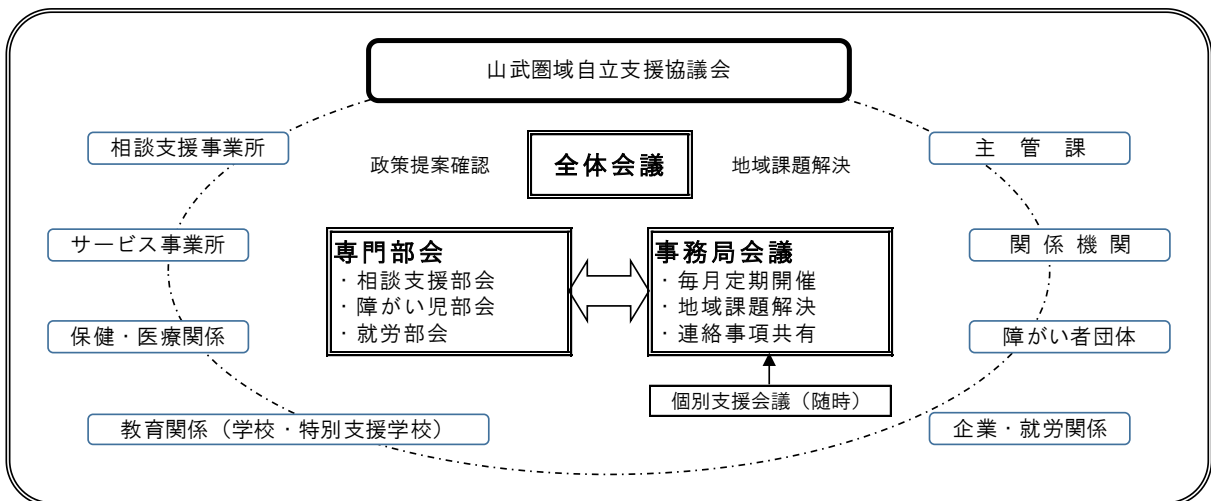 山武圏域自立支援協議会
相談支援事業所
政策提案確認
全体会議
地域課題解決
主　管　課
サービス事業所
専門部会
・相談支援部会
・障がい児部会
・就労部会
事務局会議
・毎月定期開催
・地域課題解決
・連絡事項共有
関 係 機 関
保健・医療関係
障がい者団体
個別支援会議（随時）
教育関係（学校・特別支援学校）
企業・就労関係